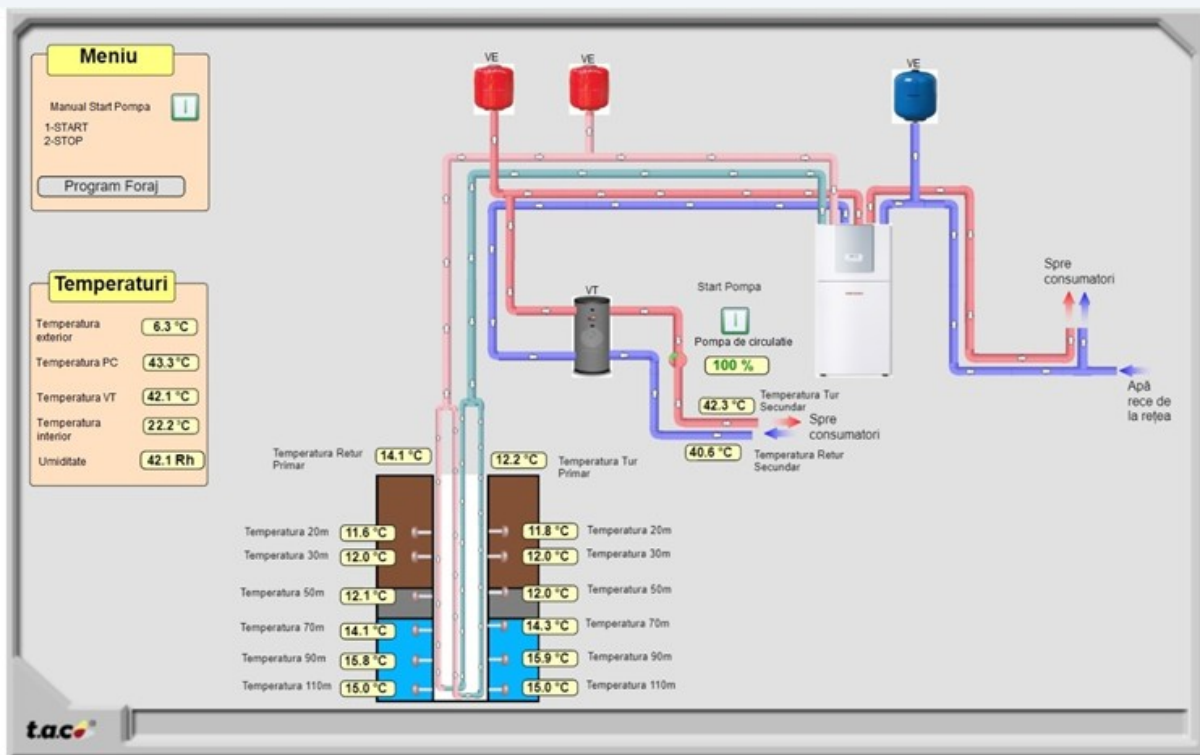 Meniu
Manual Start Pompa
1-START
2-STOP
Program Foraj
Temperaturi
Temperatura
exterior
6.3 °C
Temperatura PC
43.3 °C
Temperatura VT
42.1 °C
Temperatura
interior
22.2 °C
Umiditate
42.1 Rh
VE
VE
VE
VT
Start Pompa
Pompa de circulatie
100 %
42.3 °C
Temperatura Tur
Secundar
Spre
consumatori
40.6 °C
Temperatura Retur
Secundar
Spre
consumatori
Apă
rece de
la rețea
Temperatura Retur
Primar
14.1 °C
12.2 °C
Temperatura Tur
Primar
Temperatura 20m
11.6 °C
11.8 °C
Temperatura 20m
Temperatura 30m
12.0 °C
12.0 °C
Temperatura 30m
Temperatura 50m
12.1 °C
12.0 °C
Temperatura 50m
Temperatura 70m
14.1 °C
14.3 °C
Temperatura 70m
Temperatura 90m
15.8 °C
15.9 °C
Temperatura 90m
Temperatura 110m
15.0 °C
15.0 °C
Temperatura 110m
t.a.c